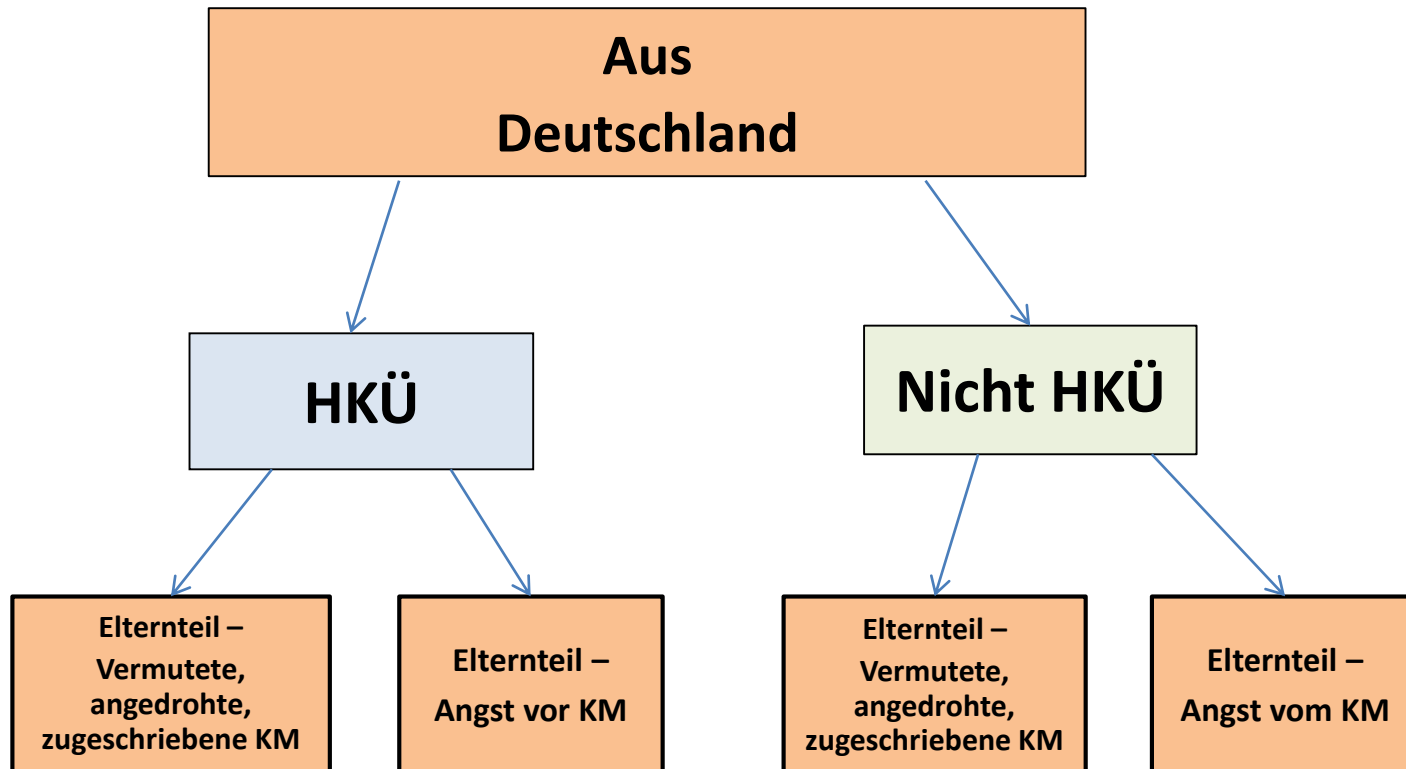 Aus
Deutschland
HKÜ
Nicht HKÜ
Elternteil –
Vermutete,
angedrohte,
zugeschriebene KM
Elternteil –
Angst vor KM
Elternteil –
Vermutete,
angedrohte,
zugeschriebene KM
Elternteil –
Angst vom KM